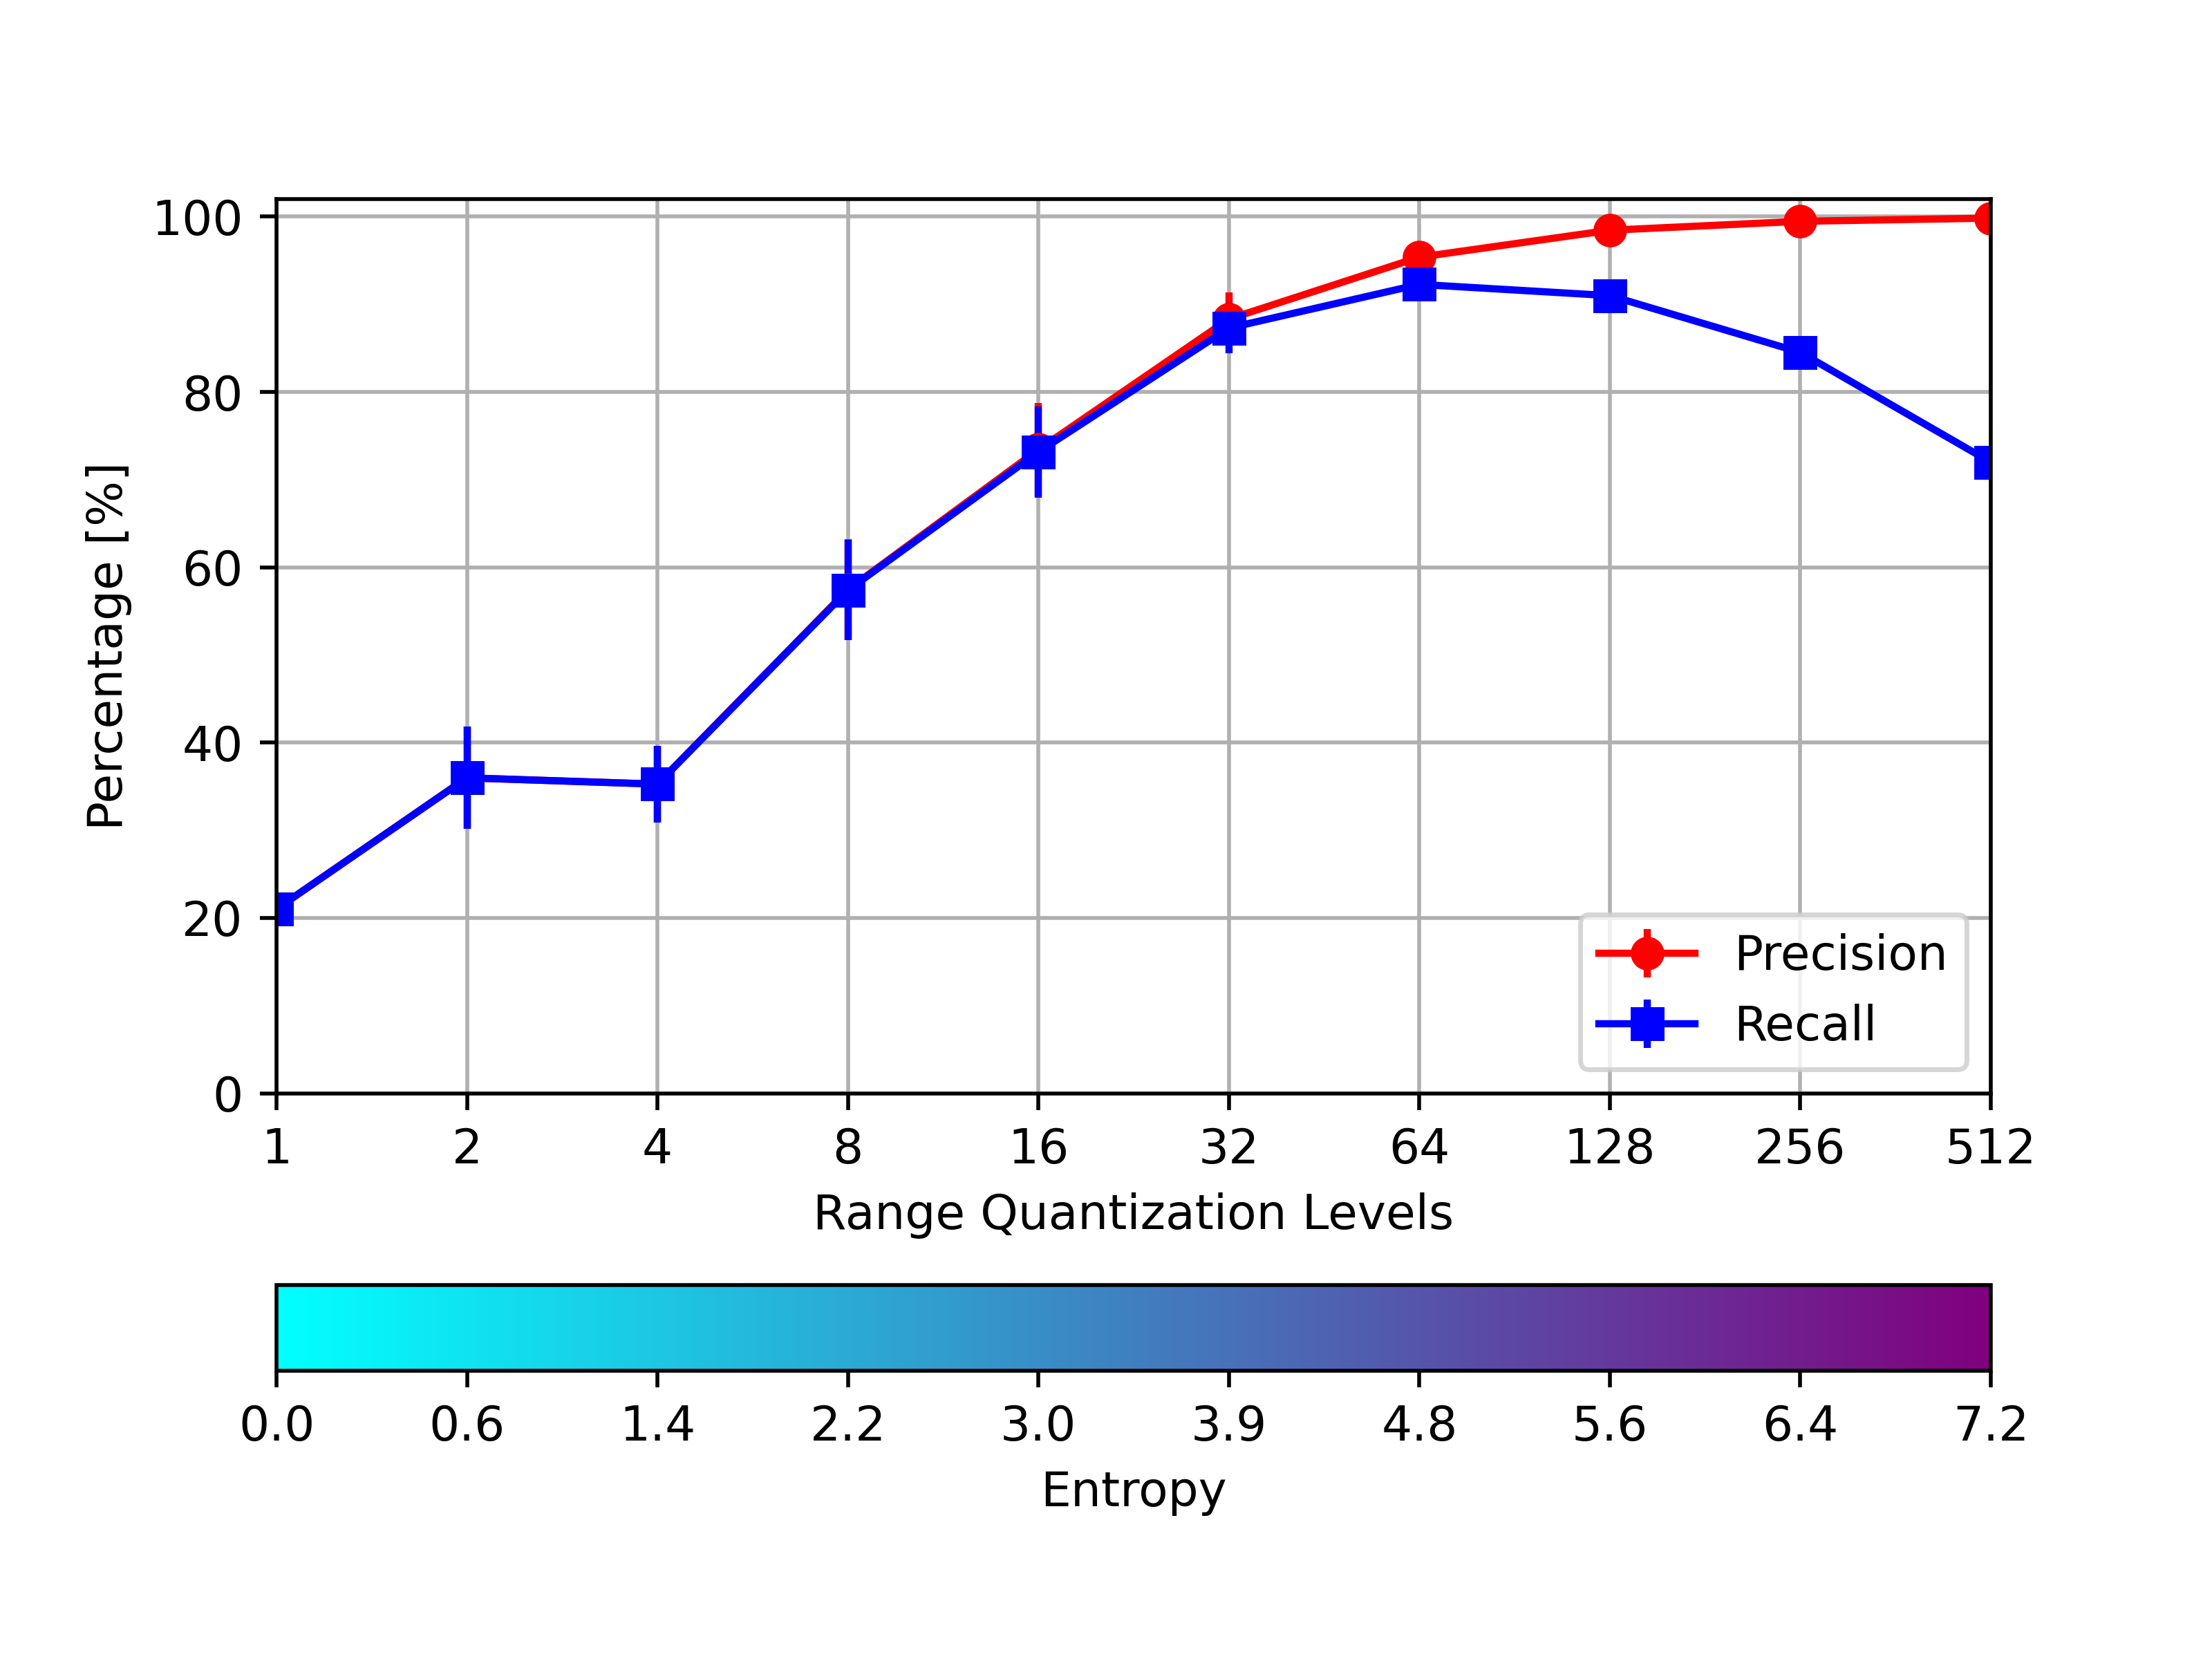 Percentage [%]
100
80
60
40
20
0
Precision
Recall
1 2 4 8 16 32 64 128 256 512
Range Quantization Levels
0.0 0.6 1.4 2.2 3.0 3.9 4.8 5.6 6.4 7.2
Entropy